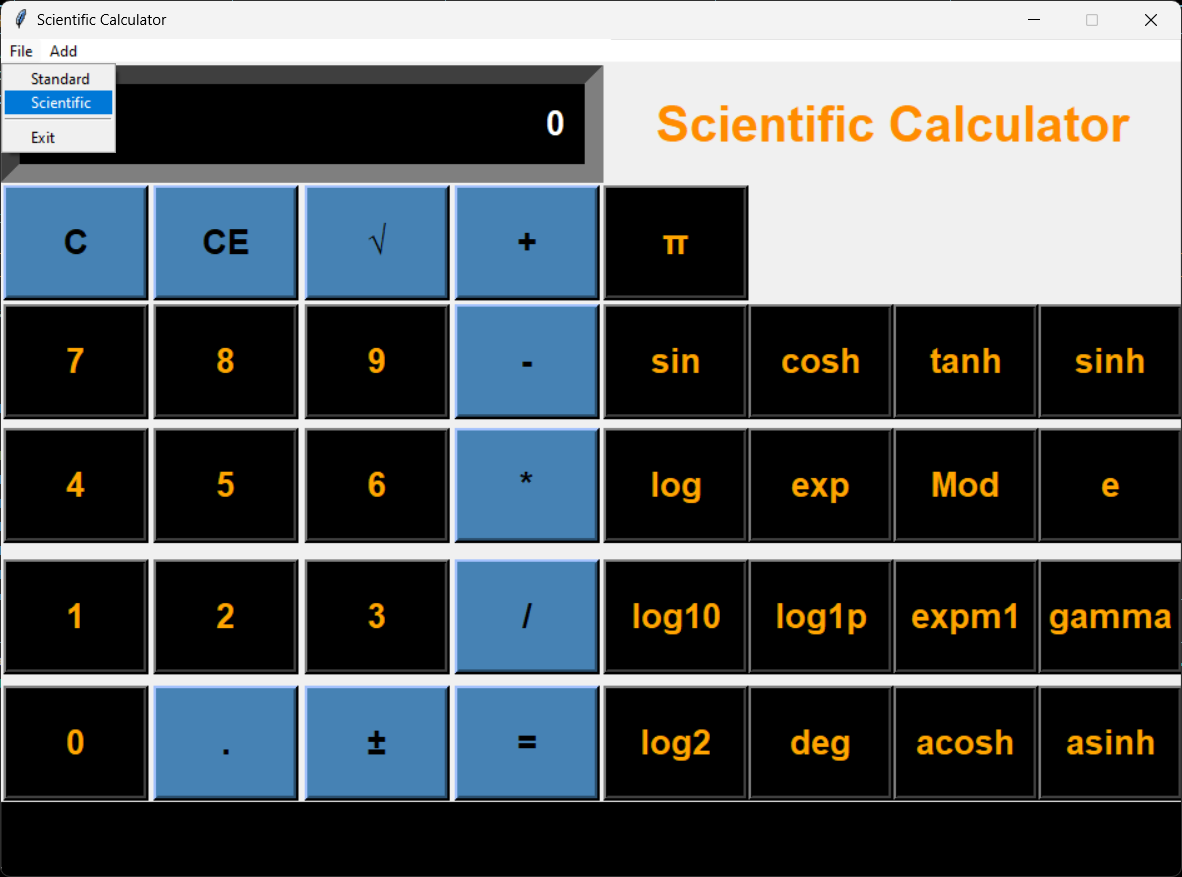 Scientific Calculator
File Add
Standard
Scientific
Exit
0
Scientific Calculator
C CE √ + π
7 8 9 - sin cosh tanh sinh
4 5 6 * log exp Mod e
1 2 3 / log10 log1p expm1 gamma
0 . ± = log2 deg acosh asinh